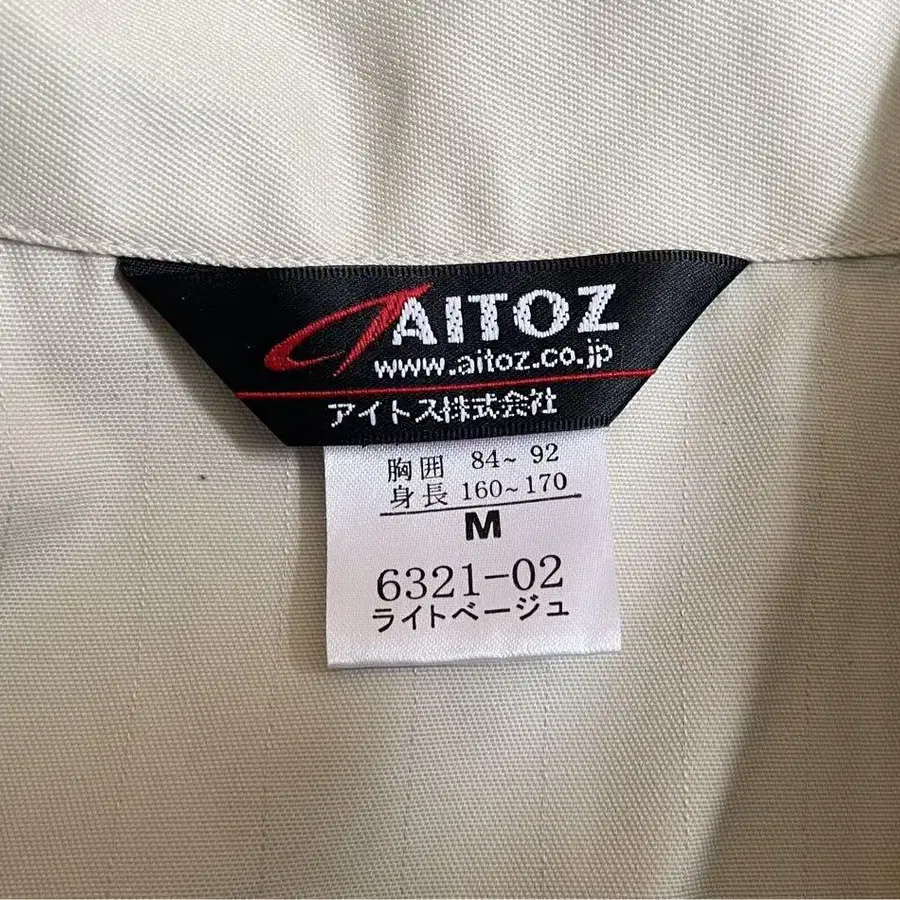 AITOZ
www.aitoz.co.jp
アイトス株式会社
胸囲 84~ 92
身長 160~170
M
6321-02
ライトベージュ